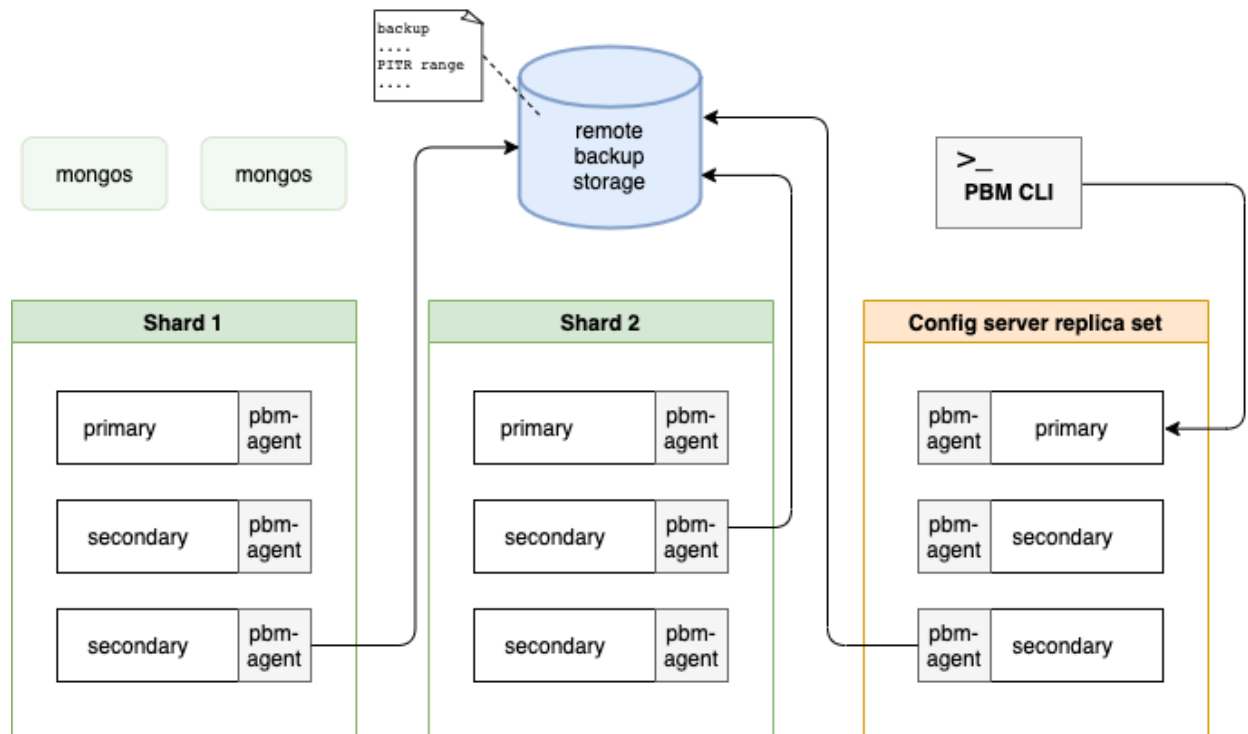 backup
....
PITR range
....
remote
backup
storage
mongos
mongos
>_
PBM CLI
Shard 1
primary
pbm-
agent
secondary
pbm-
agent
secondary
pbm-
agent
Shard 2
primary
pbm-
agent
secondary
pbm-
agent
secondary
pbm-
agent
Config server replica set
pbm-
agent
primary
pbm-
agent
secondary
pbm-
agent
secondary